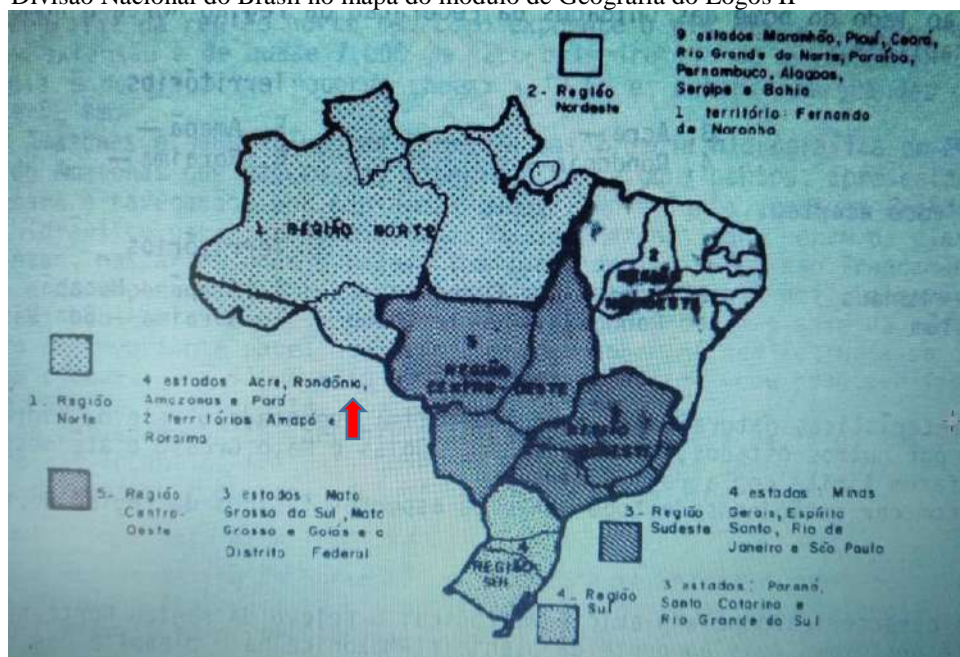 Divisão Nacional do Brasil no mapa do módulo de Geografia do Logos II
9 estados Maranhão, Piauí, Ceará,
Rio Grande do Norte, Paraíba,
Pernambuco, Alagoas,
Sergipe e Bahia
1 território: Fernando
de Noronha
2- Região
Nordeste
1 REGIÃO NORTE
2
REGIÃO
NORDESTE
5
REGIÃO
CENTRO-OESTE
3
REGIÃO
SUDESTE
4
REGIÃO
SUL
1. Região
Norte
4 estados Acre, Rondônia,
Amazonas e Pará
2 territórios Amapá e
Roraima
5- Região
Centro-
Oeste
3 estados Mato
Grosso do Sul, Mato
Grosso e Goiás e o
Distrito Federal
3- Região
Sudeste
4 estados: Minas
Gerais, Espírito
Santo, Rio de
Janeiro e São Paulo
4- Região
Sul
3 estados: Paraná,
Santa Catarina e
Rio Grande do Sul